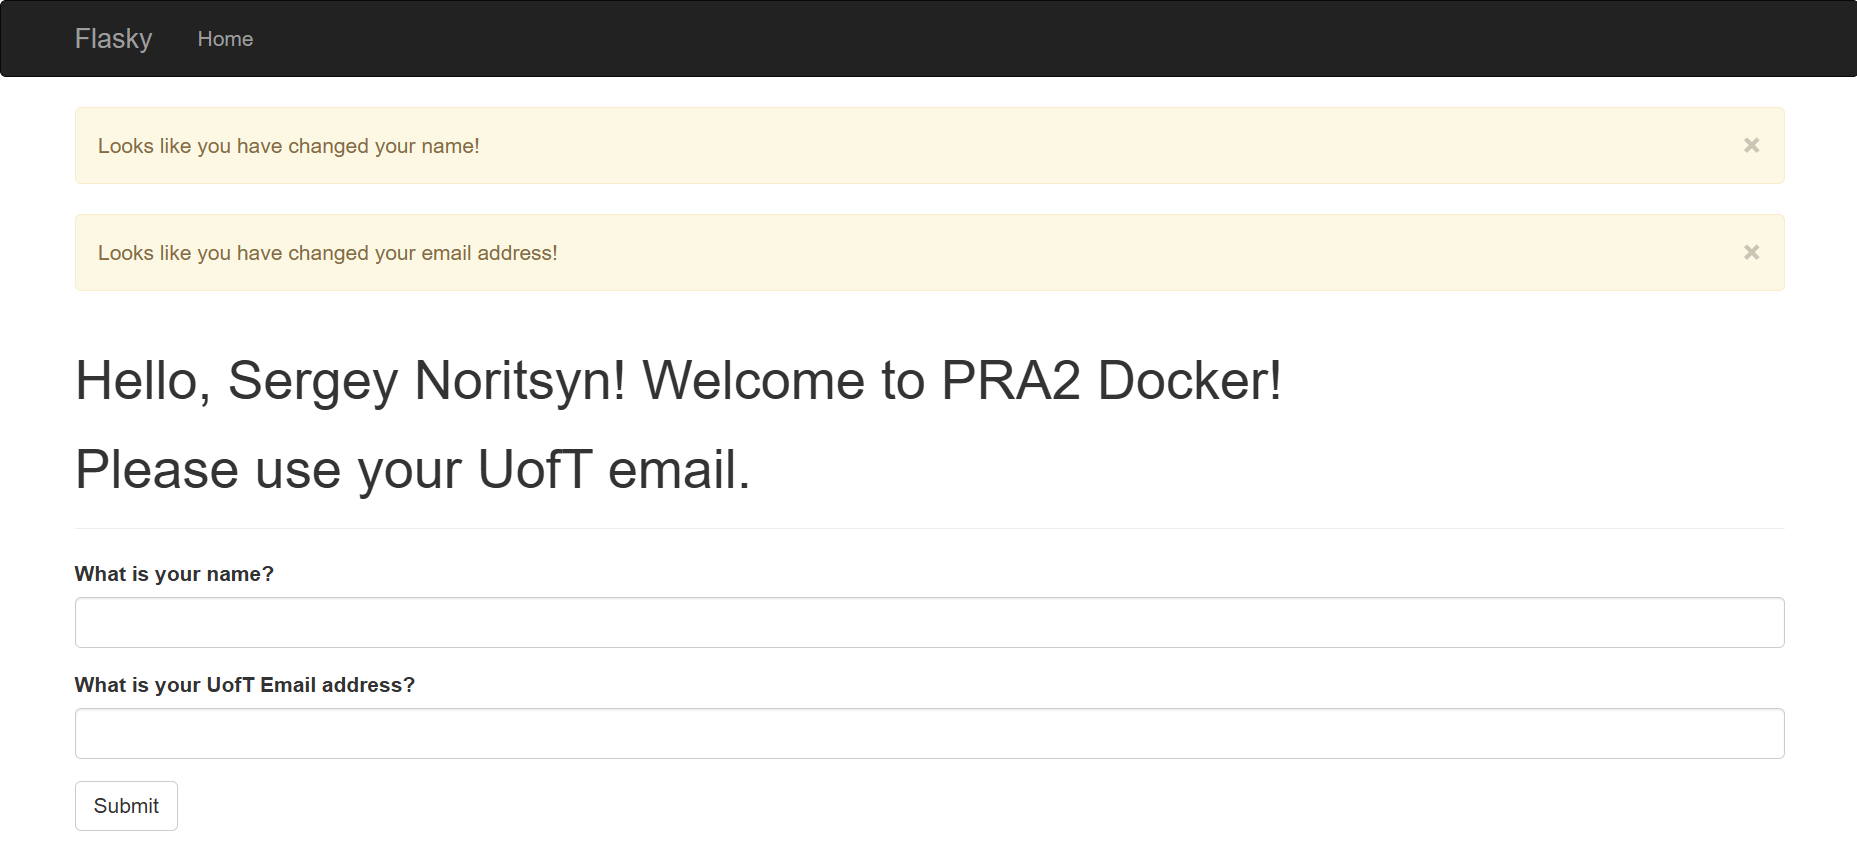 Flasky Home
Looks like you have changed your name! ×
Looks like you have changed your email address! ×
Hello, Sergey Noritsyn! Welcome to PRA2 Docker!
Please use your UofT email.
What is your name?
What is your UofT Email address?
Submit